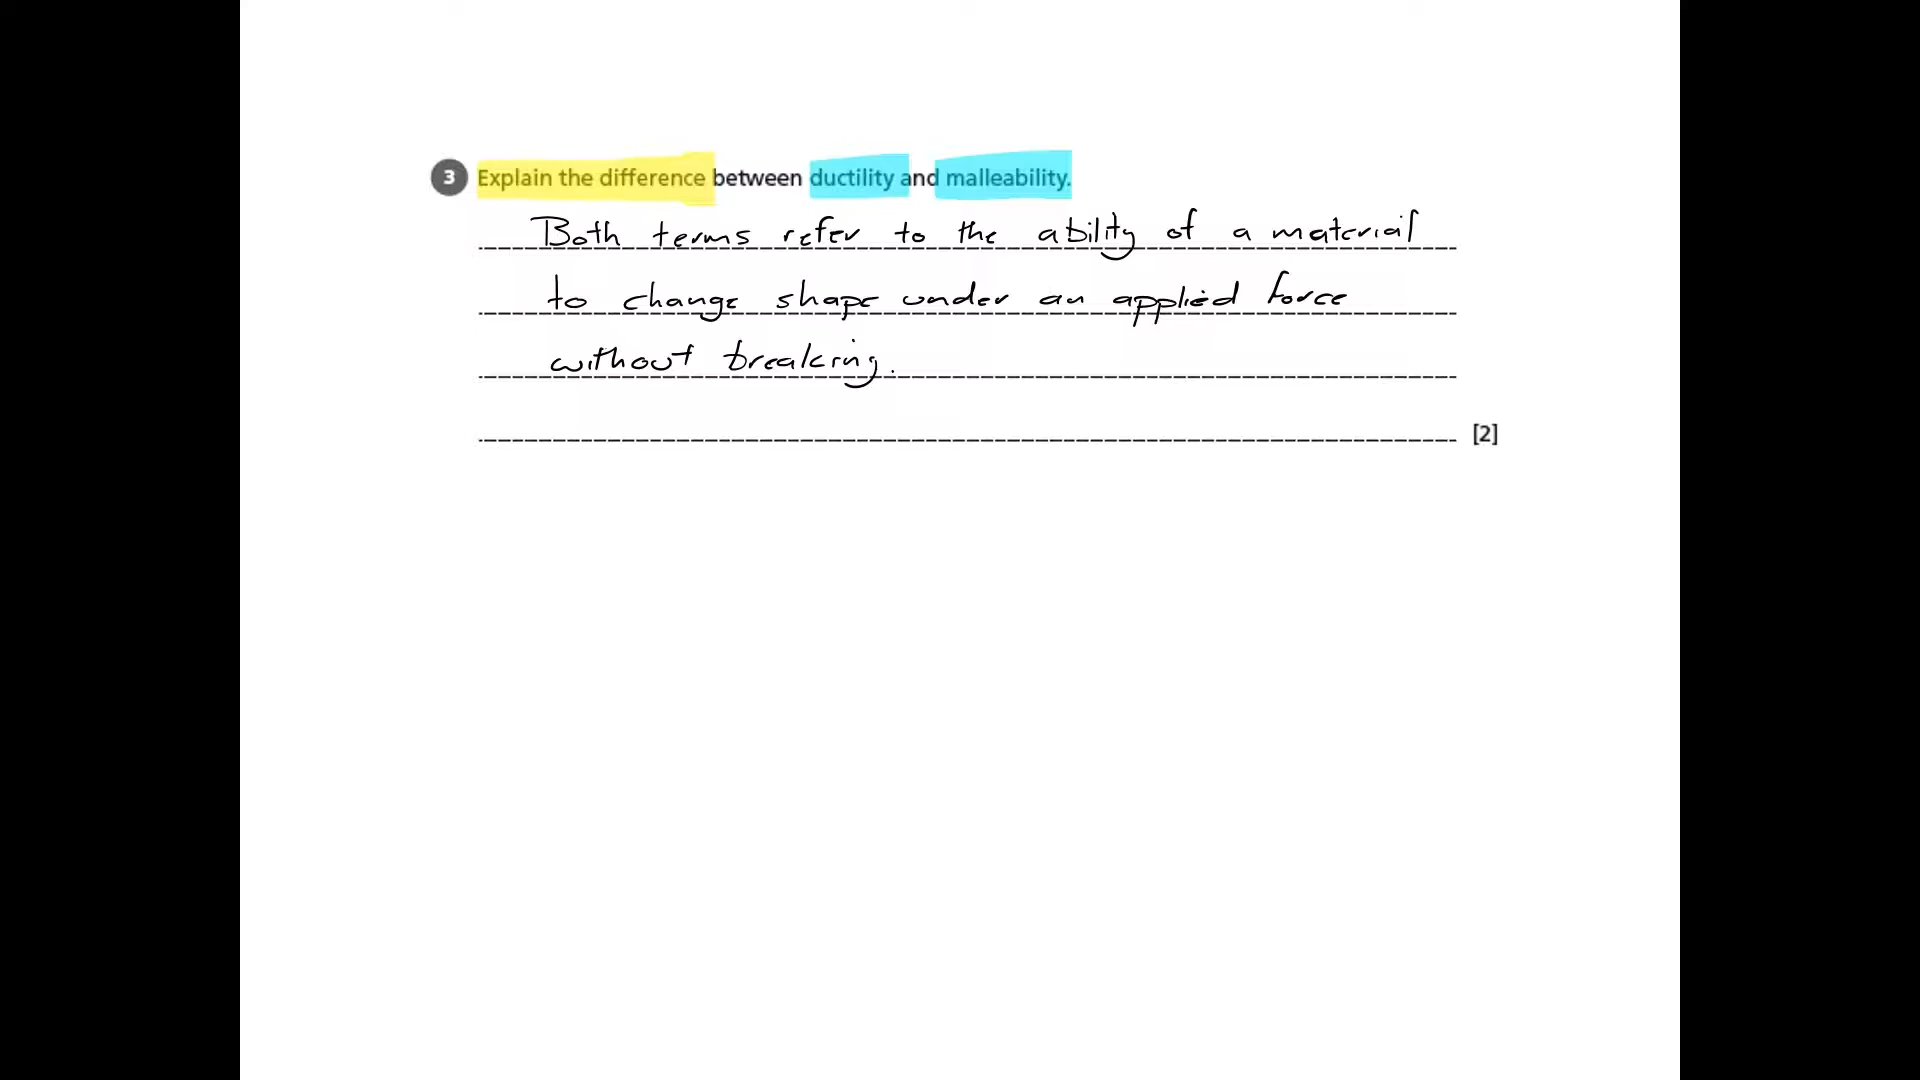 3 Explain the difference between ductility and malleability.
Both terms refer to the ability of a material
to change shape under an applied force
without breaking.
[2]